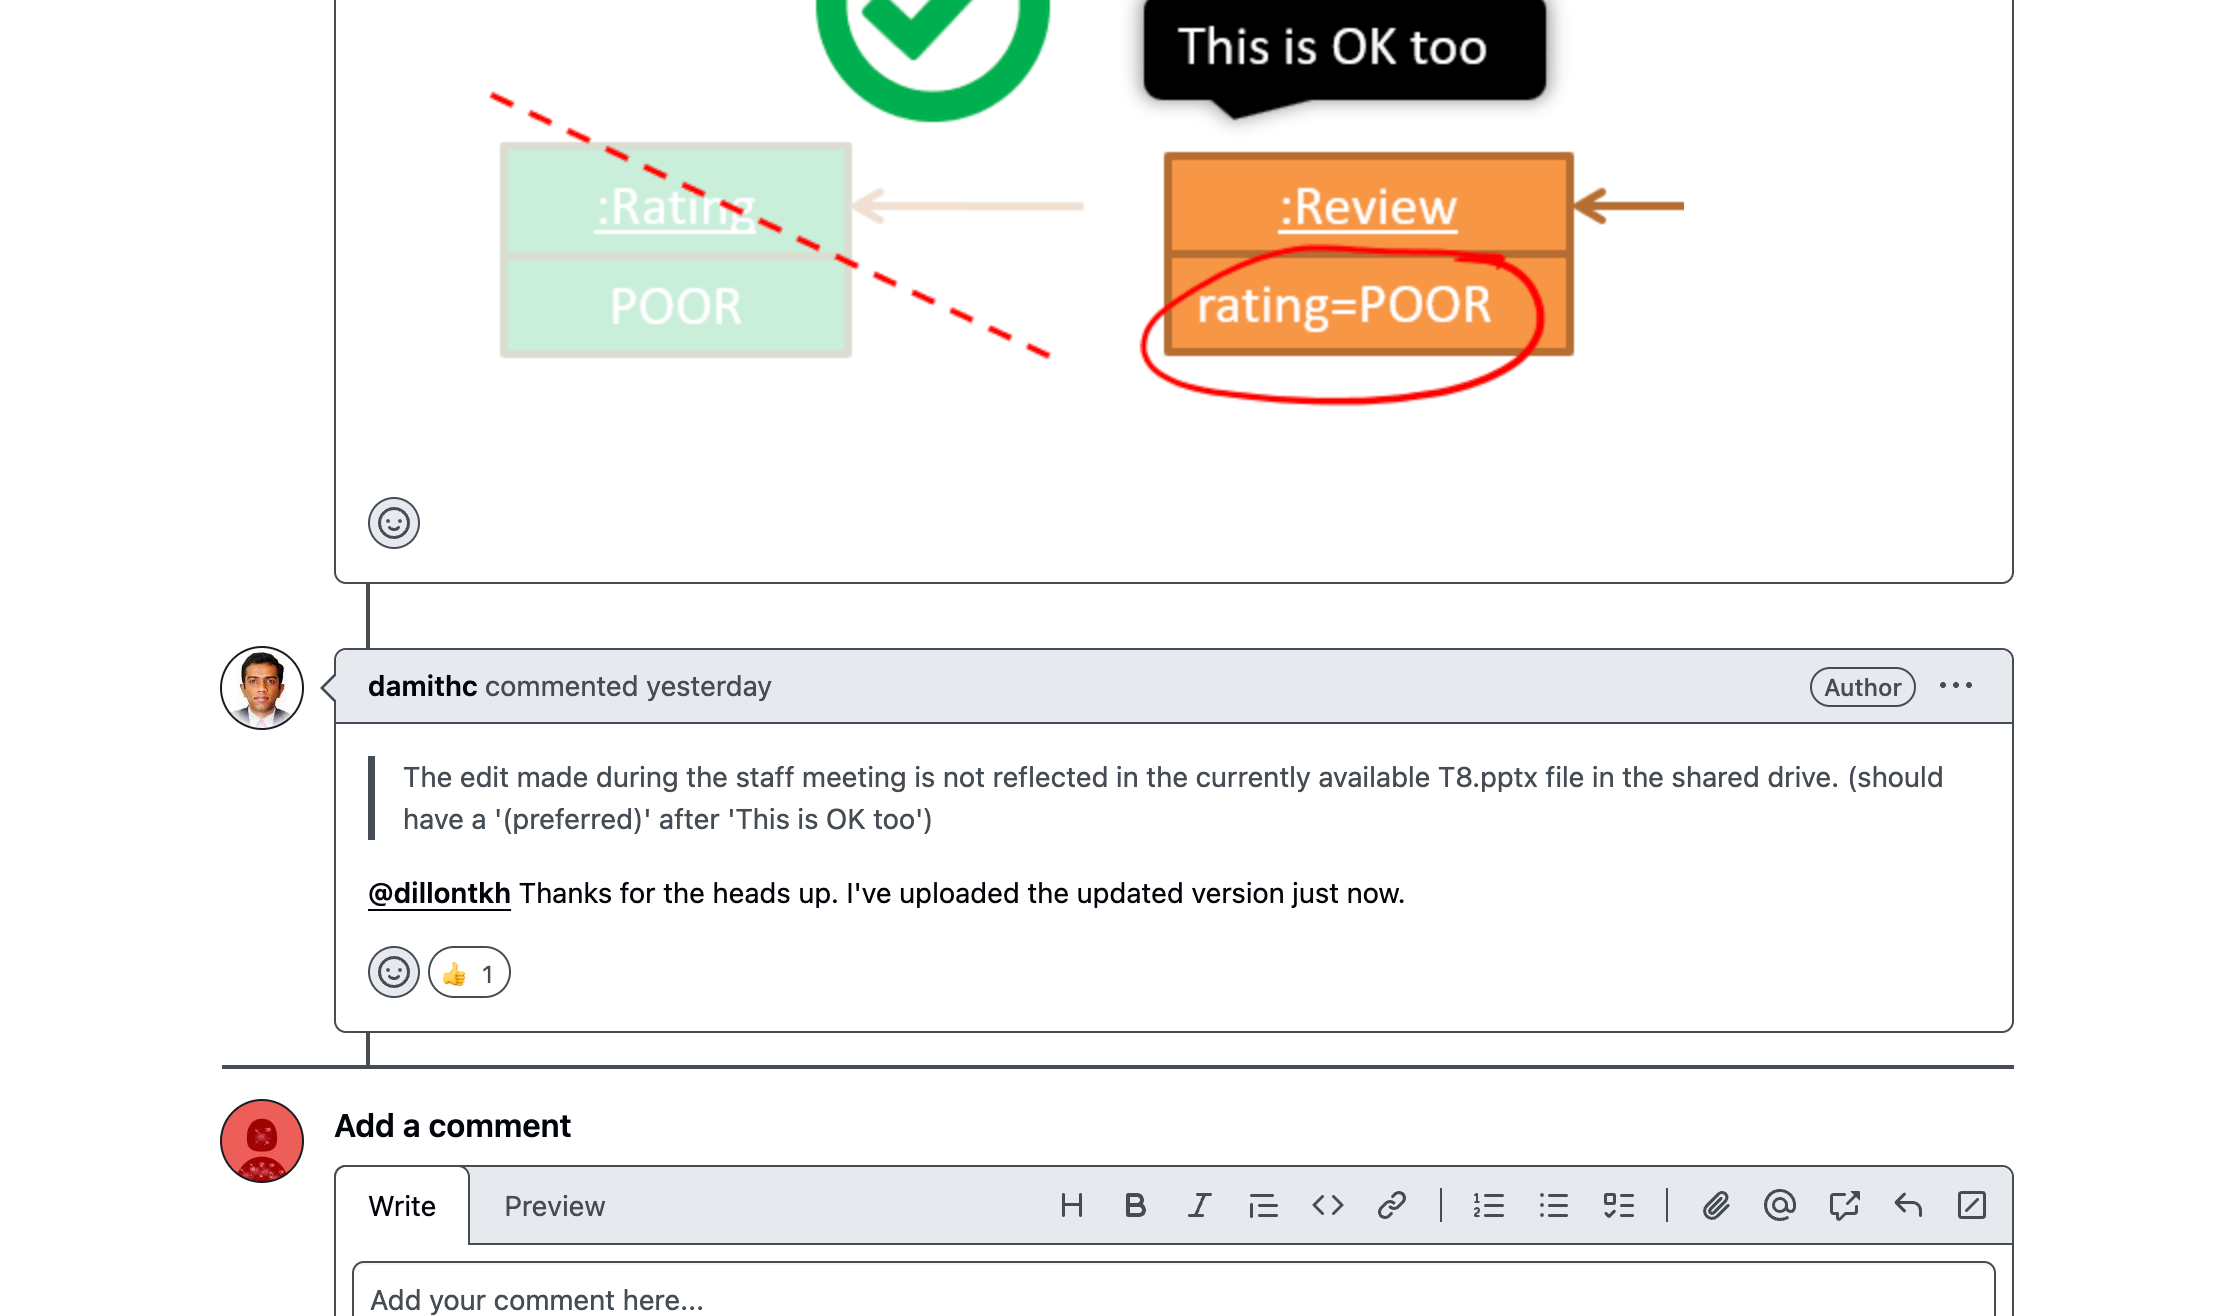 This is OK too
:Rating
POOR
:Review
rating=POOR
damithc commented yesterday
Author
The edit made during the staff meeting is not reflected in the currently available T8.pptx file in the shared drive. (should
have a '(preferred)' after 'This is OK too')
@dillontkh Thanks for the heads up. I've uploaded the updated version just now.
👍 1
Add a comment
Write Preview
Add your comment here...